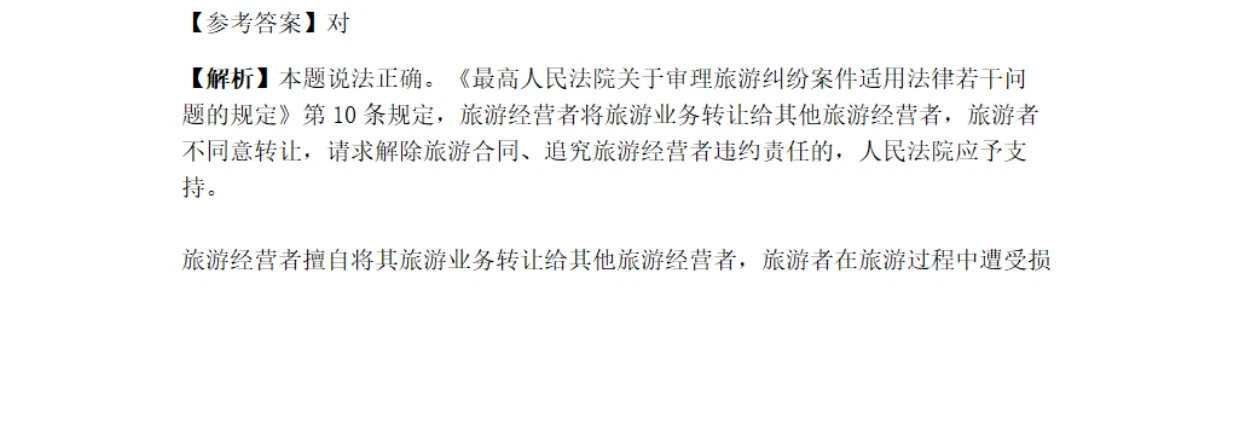 【参考答案】对
【解析】本题说法正确。《最高人民法院关于审理旅游纠纷案件适用法律若干问
题的规定》第 10 条规定，旅游经营者将旅游业务转让给其他旅游经营者，旅游者
不同意转让，请求解除旅游合同、追究旅游经营者违约责任的，人民法院应予支
持。
旅游经营者擅自将其旅游业务转让给其他旅游经营者，旅游者在旅游过程中遭受损